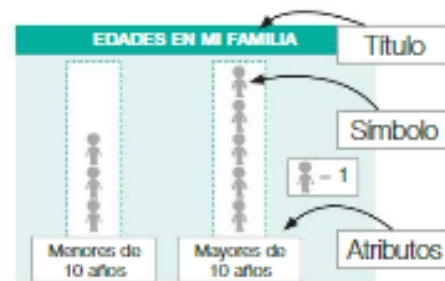 EDADES EN MI FAMILIA
Título
Símbolo
= 1
Atributos
Menores de
10 años
Mayores de
10 años